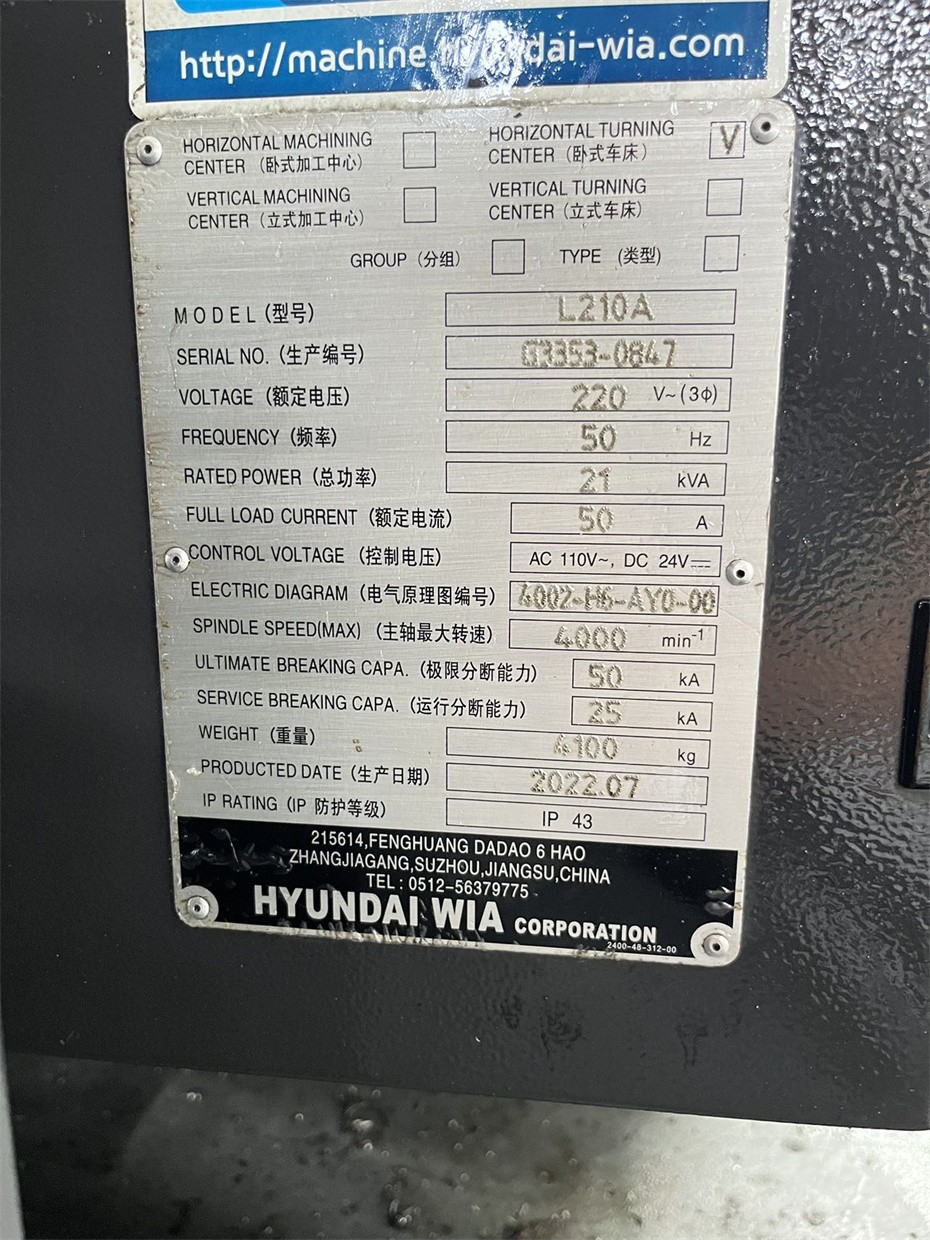 http://machine.hyundai-wia.com
HORIZONTAL MACHINING CENTER (卧式加工中心)
HORIZONTAL TURNING CENTER (卧式车床) V
VERTICAL MACHINING CENTER (立式加工中心)
VERTICAL TURNING CENTER (立式车床)
GROUP (分组) TYPE (类型)
MODEL (型号) L210A
SERIAL NO. (生产编号) G3353-0847
VOLTAGE (额定电压) 220 V~(3Φ)
FREQUENCY (频率) 50 Hz
RATED POWER (总功率) 21 kVA
FULL LOAD CURRENT (额定电流) 50 A
CONTROL VOLTAGE (控制电压) AC 110V~, DC 24V⎓
ELECTRIC DIAGRAM (电气原理图编号) 4002-H6-AY0-00
SPINDLE SPEED(MAX) (主轴最大转速) 4000 min-1
ULTIMATE BREAKING CAPA. (极限分断能力) 50 kA
SERVICE BREAKING CAPA. (运行分断能力) 25 kA
WEIGHT (重量) 4100 kg
PRODUCTED DATE (生产日期) 2022.07
IP RATING (IP 防护等级) IP 43
215614,FENGHUANG DADAO 6 HAO
ZHANGJIAGANG,SUZHOU,JIANGSU,CHINA
TEL : 0512-56379775
HYUNDAI WIA CORPORATION
2400-48-312-00